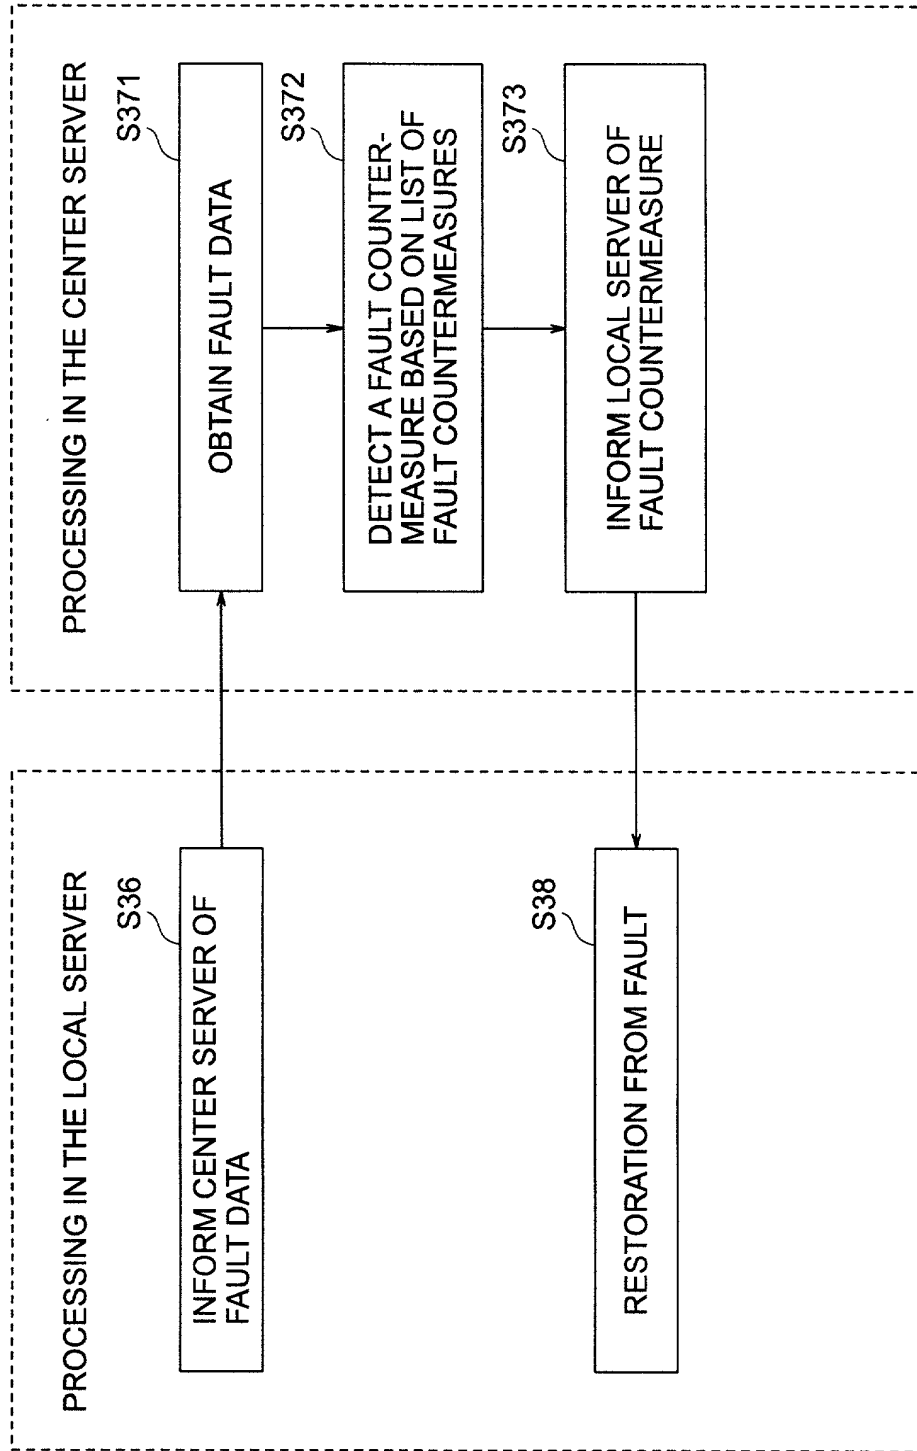 PROCESSING IN THE LOCAL SERVER
S36
INFORM CENTER SERVER OF
FAULT DATA
S38
RESTORATION FROM FAULT
PROCESSING IN THE CENTER SERVER
S371
OBTAIN FAULT DATA
S372
DETECT A FAULT COUNTER-
MEASURE BASED ON LIST OF
FAULT COUNTERMEASURES
S373
INFORM LOCAL SERVER OF
FAULT COUNTERMEASURE